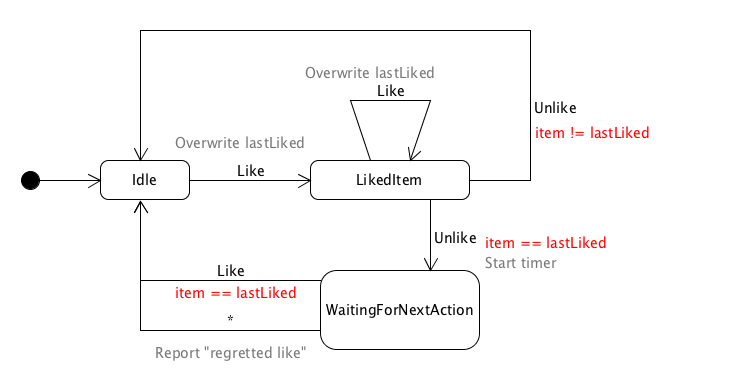 Overwrite lastLiked
Like
Unlike
item != lastLiked
Overwrite lastLiked
Like
Idle
LikedItem
Unlike
item == lastLiked
Start timer
Like
item == lastLiked
WaitingForNextAction
*
Report "regretted like"